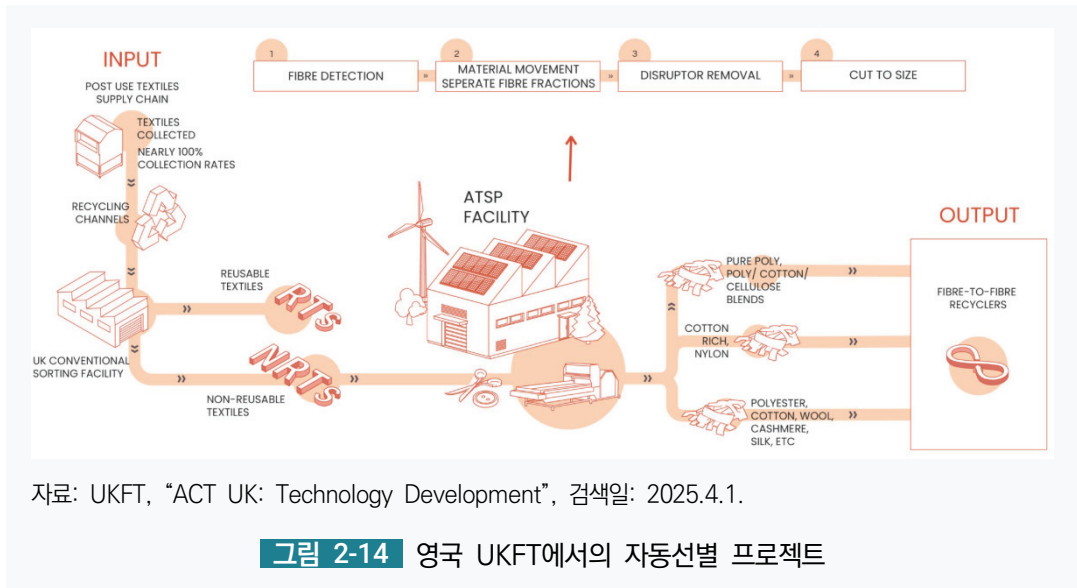 INPUT
POST USE TEXTILES
SUPPLY CHAIN
TEXTILES
COLLECTED
NEARLY 100%
COLLECTION RATES
RECYCLING
CHANNELS
UK CONVENTIONAL
SORTING FACILITY
REUSABLE
TEXTILES
RTS
NRTS
NON-REUSABLE
TEXTILES
1
FIBRE DETECTION
»
2
MATERIAL MOVEMENT
SEPERATE FIBRE FRACTIONS
»
3
DISRUPTOR REMOVAL
»
4
CUT TO SIZE
ATSP
FACILITY
PURE POLY,
POLY/ COTTON/
CELLULOSE
BLENDS
COTTON
RICH,
NYLON
POLYESTER,
COTTON, WOOL,
CASHMERE,
SILK, ETC
OUTPUT
FIBRE-TO-FIBRE
RECYCLERS
자료: UKFT, “ACT UK: Technology Development”, 검색일: 2025.4.1.
그림 2-14 영국 UKFT에서의 자동선별 프로젝트